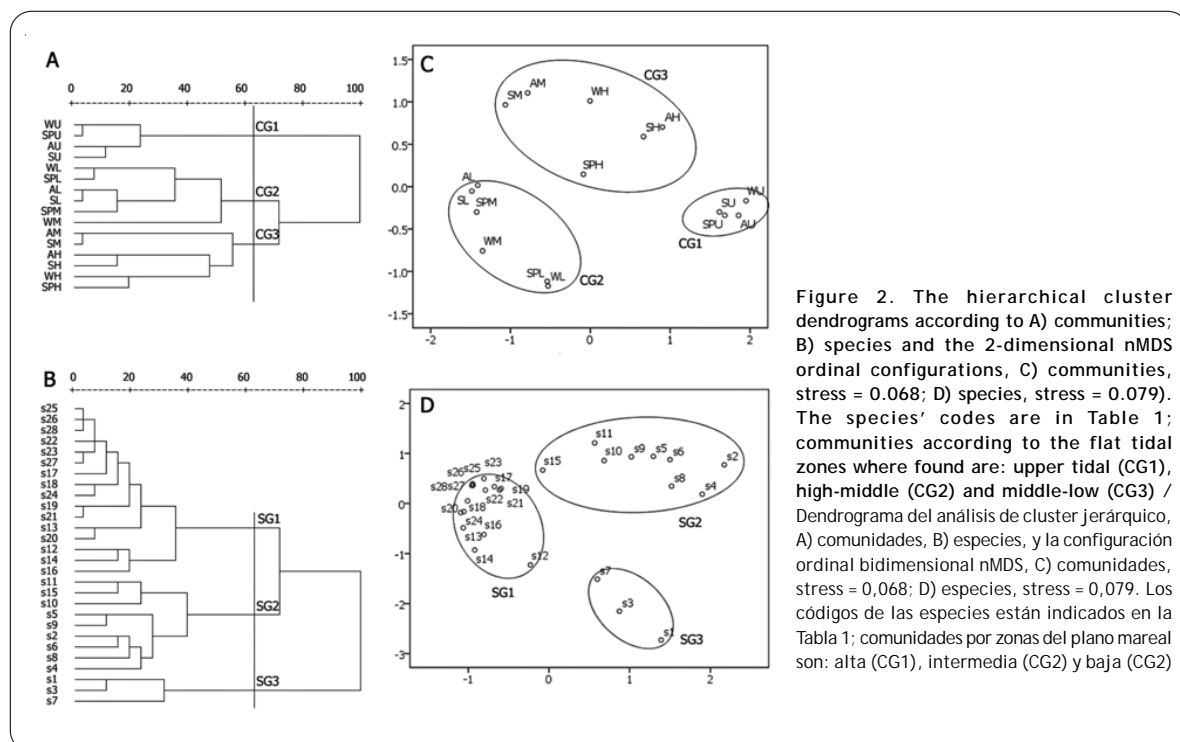 A
0 20 40 60 80 100
WU
SPU
AU
SU
WL
SPL
AL
SL
SPM
WM
AM
SM
AH
SH
WH
SPH
CG1
CG2
CG3
C
1.5
1.0
0.5
0.0
-0.5
-1.0
-1.5
-2 -1 0 1 2
CG3
AM
SM
WH
AH
SH
SPH
AL
SL SPM
WM
SPL WL
CG2
WU
SU
SPU AU
CG1
B
0 20 40 60 80 100
s25
s26
s28
s22
s23
s27
s17
s18
s24
s19
s21
s13
s20
s12
s14
s16
s11
s15
s10
s5
s9
s2
s6
s8
s4
s1
s3
s7
SG1
SG2
SG3
D
2
1
0
-1
-2
-3
-1 0 1 2
s11
s10 s9 s5 s6
s15 s2
s8
s4
SG2
s23
s26 s25
s17
s28 s27 s19
s22 s21
s20 s18
s24 s16
s13
s14 s12
SG1
s7
s3
s1
SG3
Figure 2. The hierarchical cluster
dendrograms according to A) communities;
B) species and the 2-dimensional nMDS
ordinal configurations, C) communities,
stress = 0.068; D) species, stress = 0.079).
The species' codes are in Table 1;
communities according to the flat tidal
zones where found are: upper tidal (CG1),
high-middle (CG2) and middle-low (CG3) /
Dendrograma del análisis de cluster jerárquico,
A) comunidades, B) especies, y la configuración
ordinal bidimensional nMDS, C) comunidades,
stress = 0,068; D) especies, stress = 0,079. Los
códigos de las especies están indicados en la
Tabla 1; comunidades por zonas del plano mareal
son: alta (CG1), intermedia (CG2) y baja (CG2)